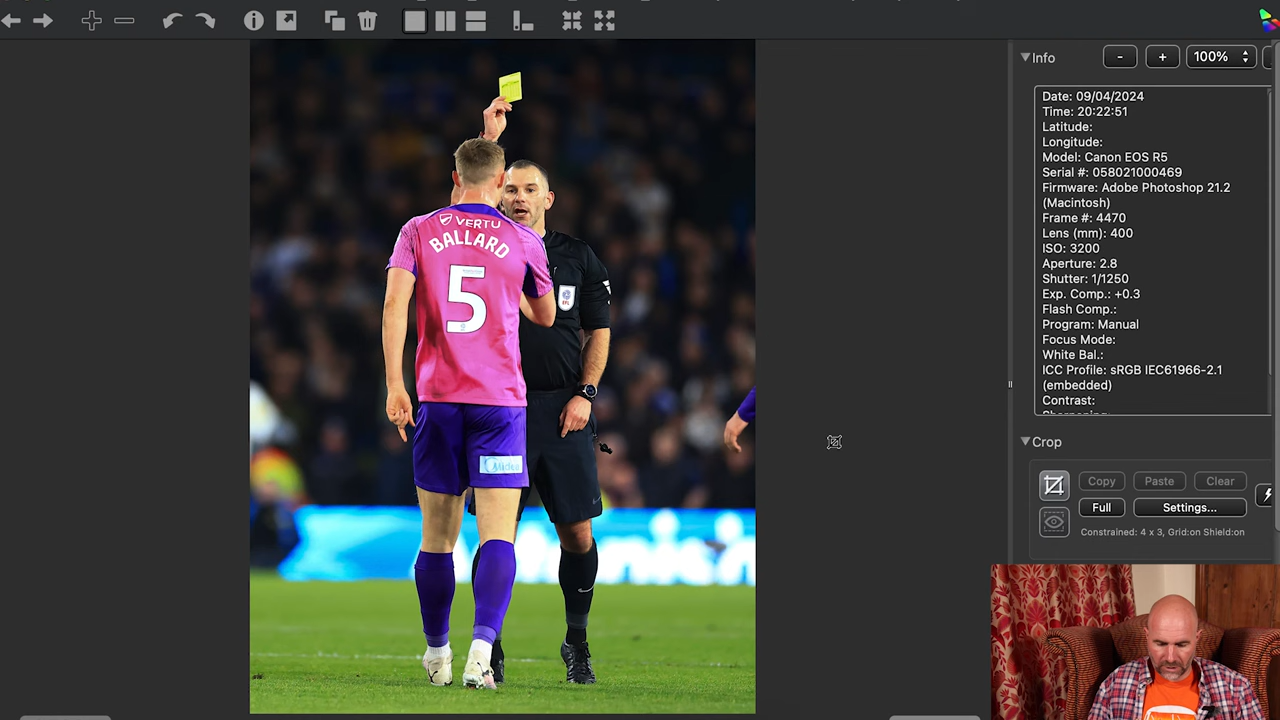 Info
-
+
100%
Date: 09/04/2024
Time: 20:22:51
Latitude:
Longitude:
Model: Canon EOS R5
Serial #: 058021000469
Firmware: Adobe Photoshop 21.2
(Macintosh)
Frame #: 4470
Lens (mm): 400
ISO: 3200
Aperture: 2.8
Shutter: 1/1250
Exp. Comp.: +0.3
Flash Comp.:
Program: Manual
Focus Mode:
White Bal.:
ICC Profile: sRGB IEC61966-2.1
(embedded)
Contrast:
Crop
Copy
Paste
Clear
Full
Settings...
Constrained: 4 x 3, Grid:on Shield:on
VERTU
BALLARD
5
EFL